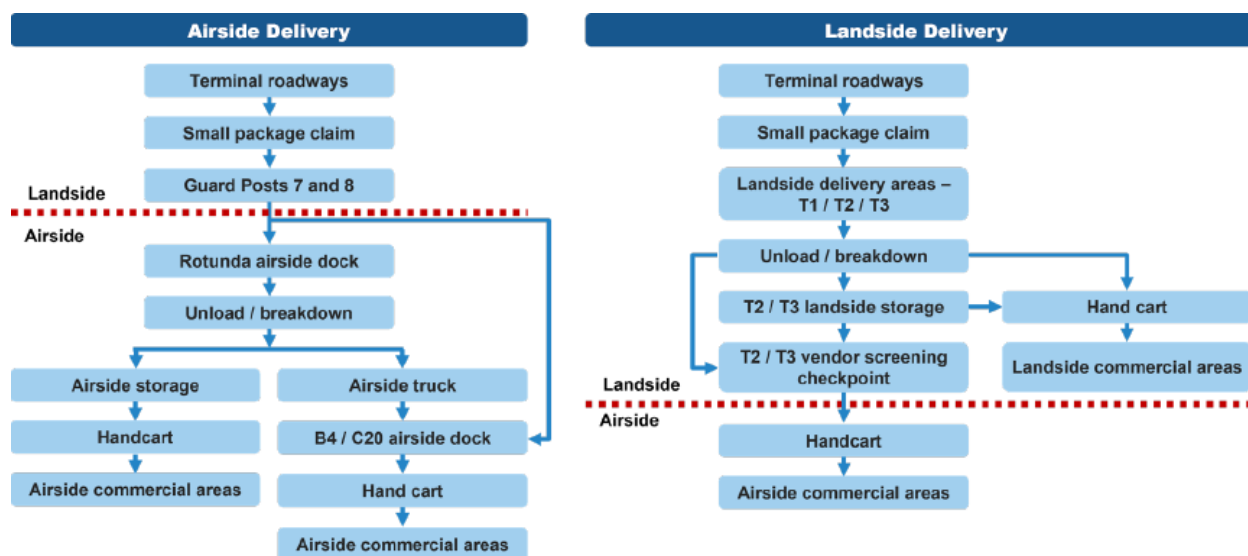 Airside Delivery
Terminal roadways
Small package claim
Guard Posts 7 and 8
Landside
Airside
Rotunda airside dock
Unload / breakdown
Airside storage
Airside truck
Handcart
B4 / C20 airside dock
Airside commercial areas
Hand cart
Airside commercial areas
Landside Delivery
Terminal roadways
Small package claim
Landside delivery areas –
T1 / T2 / T3
Unload / breakdown
T2 / T3 landside storage
Hand cart
T2 / T3 vendor screening
checkpoint
Landside commercial areas
Landside
Airside
Handcart
Airside commercial areas